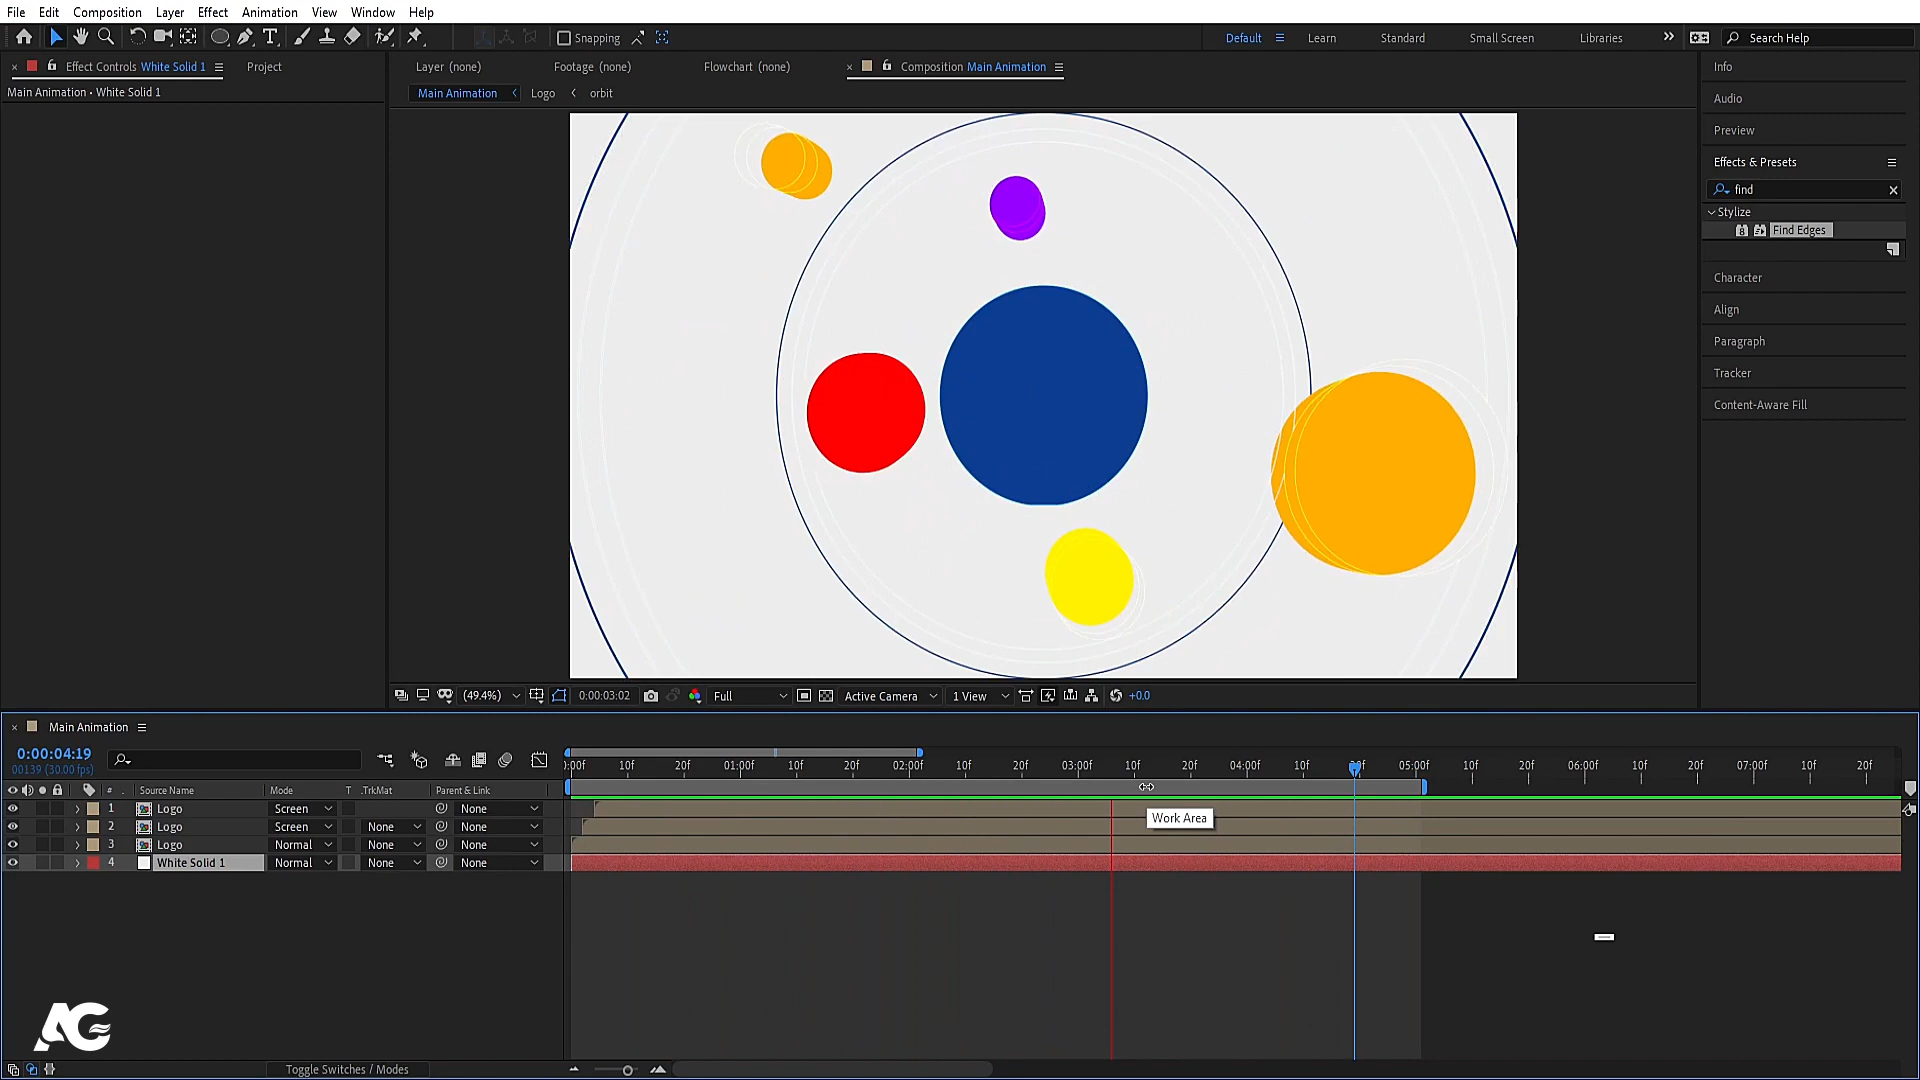 File Edit Composition Layer Effect Animation View Window Help
Snapping
Default Learn Standard Small Screen Libraries » Search Help
× Effect Controls White Solid 1 Project
Main Animation • White Solid 1
Layer (none) Footage (none) Flowchart (none) × Composition Main Animation
Main Animation Logo orbit
Info
Audio
Preview
Effects & Presets
find
Stylize
Find Edges
Character
Align
Paragraph
Tracker
Content-Aware Fill
(49.4%) 0:00:03:02 Full Active Camera 1 View +0.0
× Main Animation
0:00:04:19
00139 (30.00 fps)
:00f 10f 20f 01:00f 10f 20f 02:00f 10f 20f 03:00f 10f 20f 04:00f 10f 05:00f 10f 20f 06:00f 10f 20f 07:00f 10f 20f
# Source Name Mode T .TrkMat Parent & Link
1 Logo Screen None
2 Logo Screen None None
3 Logo Normal None None
4 White Solid 1 Normal None None
Work Area
AG
Toggle Switches / Modes